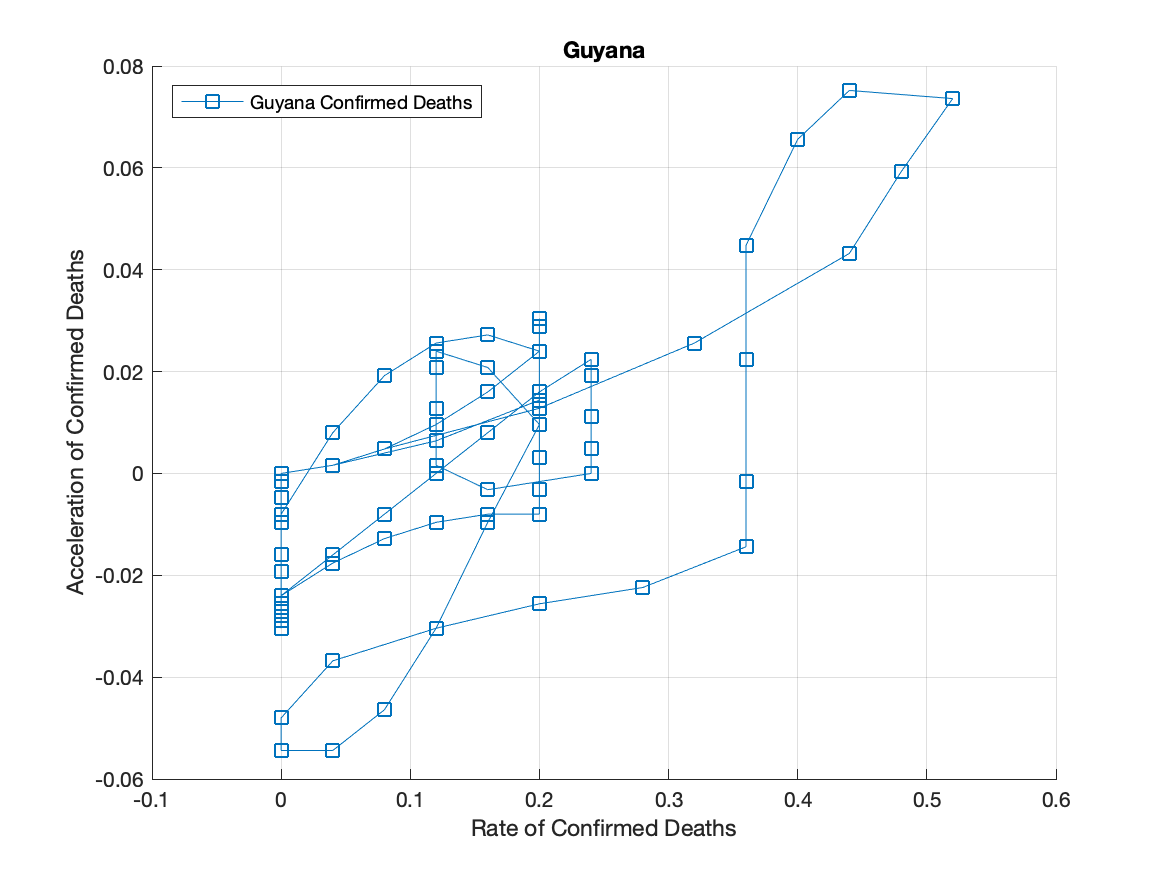 Guyana
Guyana Confirmed Deaths
0.08
0.06
0.04
0.02
0
-0.02
-0.04
-0.06
Acceleration of Confirmed Deaths
-0.1 0 0.1 0.2 0.3 0.4 0.5 0.6
Rate of Confirmed Deaths